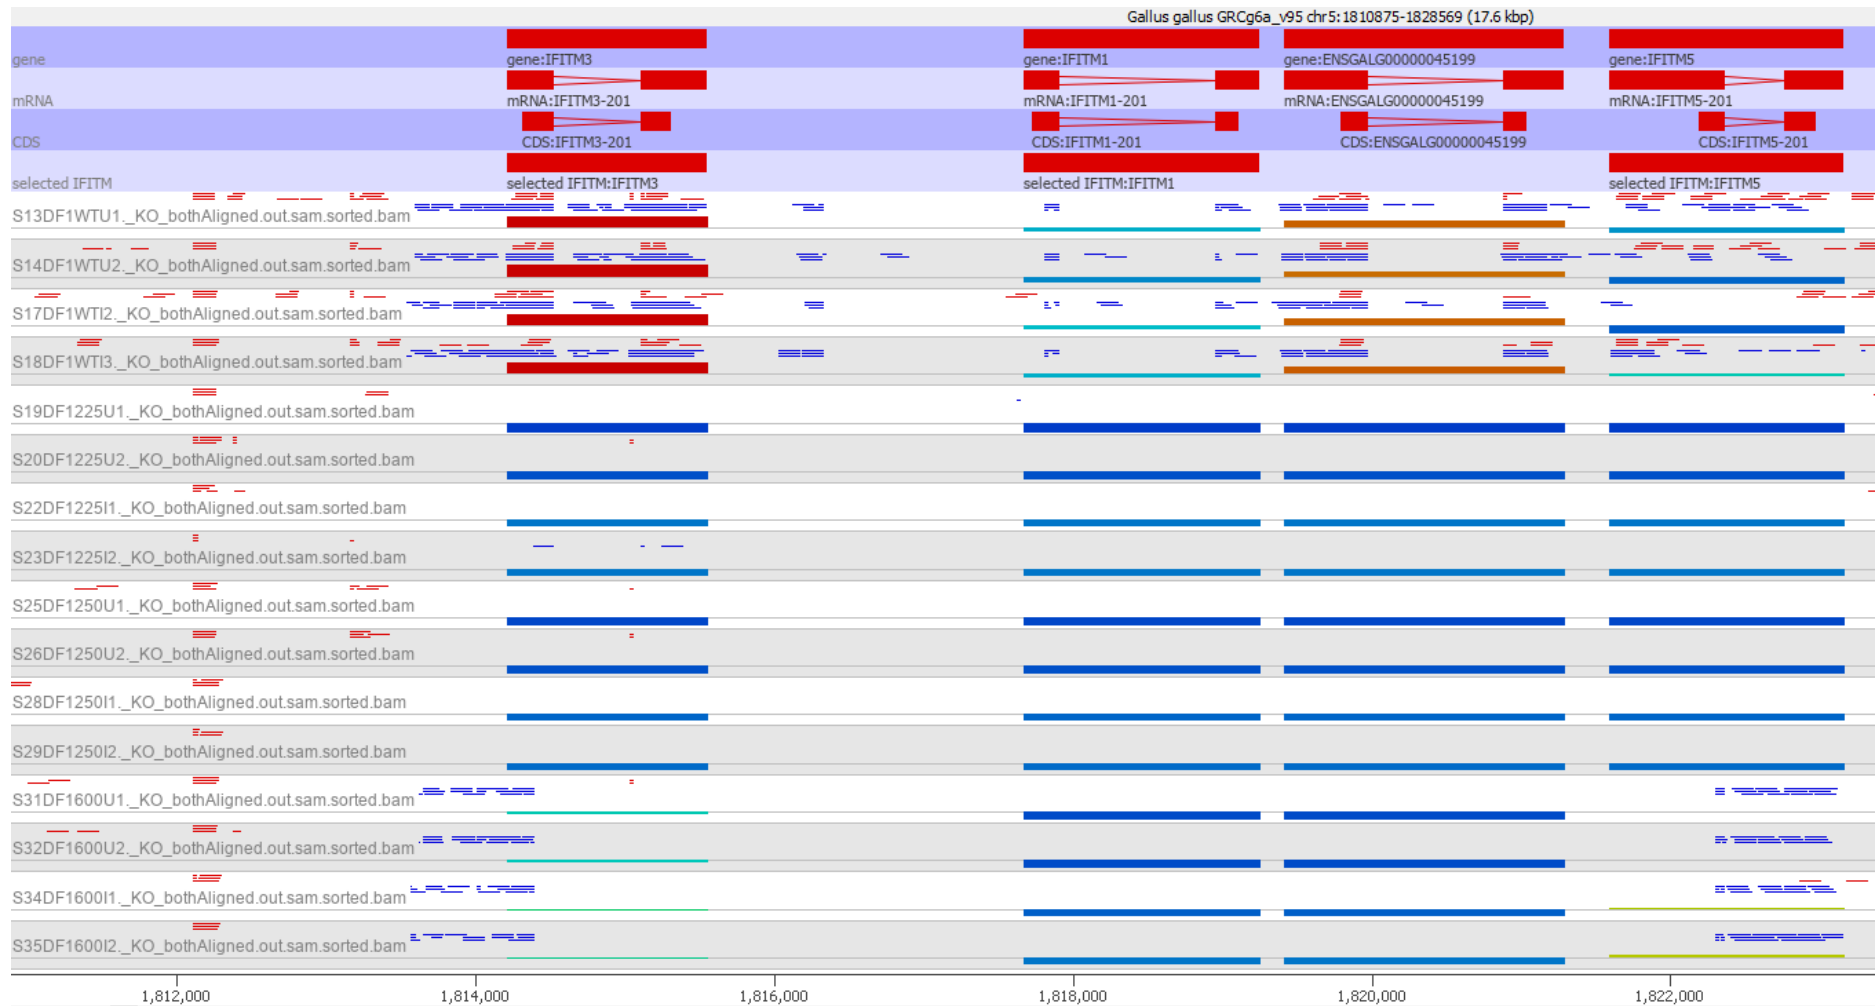 Gallus gallus GRCg6a_v95 chr5:1810875-1828569 (17.6 kbp)
gene gene:IFITM3 gene:IFITM1 gene:ENSGALG00000045199 gene:IFITM5
mRNA mRNA:IFITM3-201 mRNA:IFITM1-201 mRNA:ENSGALG00000045199 mRNA:IFITM5-201
CDS CDS:IFITM3-201 CDS:IFITM1-201 CDS:ENSGALG00000045199 CDS:IFITM5-201
selected IFITM selected IFITM:IFITM3 selected IFITM:IFITM1 selected IFITM:IFITM5
S13DF1WTU1._KO_bothAligned.out.sam.sorted.bam
S14DF1WTU2._KO_bothAligned.out.sam.sorted.bam
S17DF1WTI2._KO_bothAligned.out.sam.sorted.bam
S18DF1WTI3._KO_bothAligned.out.sam.sorted.bam
S19DF1225U1._KO_bothAligned.out.sam.sorted.bam
S20DF1225U2._KO_bothAligned.out.sam.sorted.bam
S22DF1225I1._KO_bothAligned.out.sam.sorted.bam
S23DF1225I2._KO_bothAligned.out.sam.sorted.bam
S25DF1250U1._KO_bothAligned.out.sam.sorted.bam
S26DF1250U2._KO_bothAligned.out.sam.sorted.bam
S28DF1250I1._KO_bothAligned.out.sam.sorted.bam
S29DF1250I2._KO_bothAligned.out.sam.sorted.bam
S31DF1600U1._KO_bothAligned.out.sam.sorted.bam
S32DF1600U2._KO_bothAligned.out.sam.sorted.bam
S34DF1600I1._KO_bothAligned.out.sam.sorted.bam
S35DF1600I2._KO_bothAligned.out.sam.sorted.bam
1,812,000 1,814,000 1,816,000 1,818,000 1,820,000 1,822,000